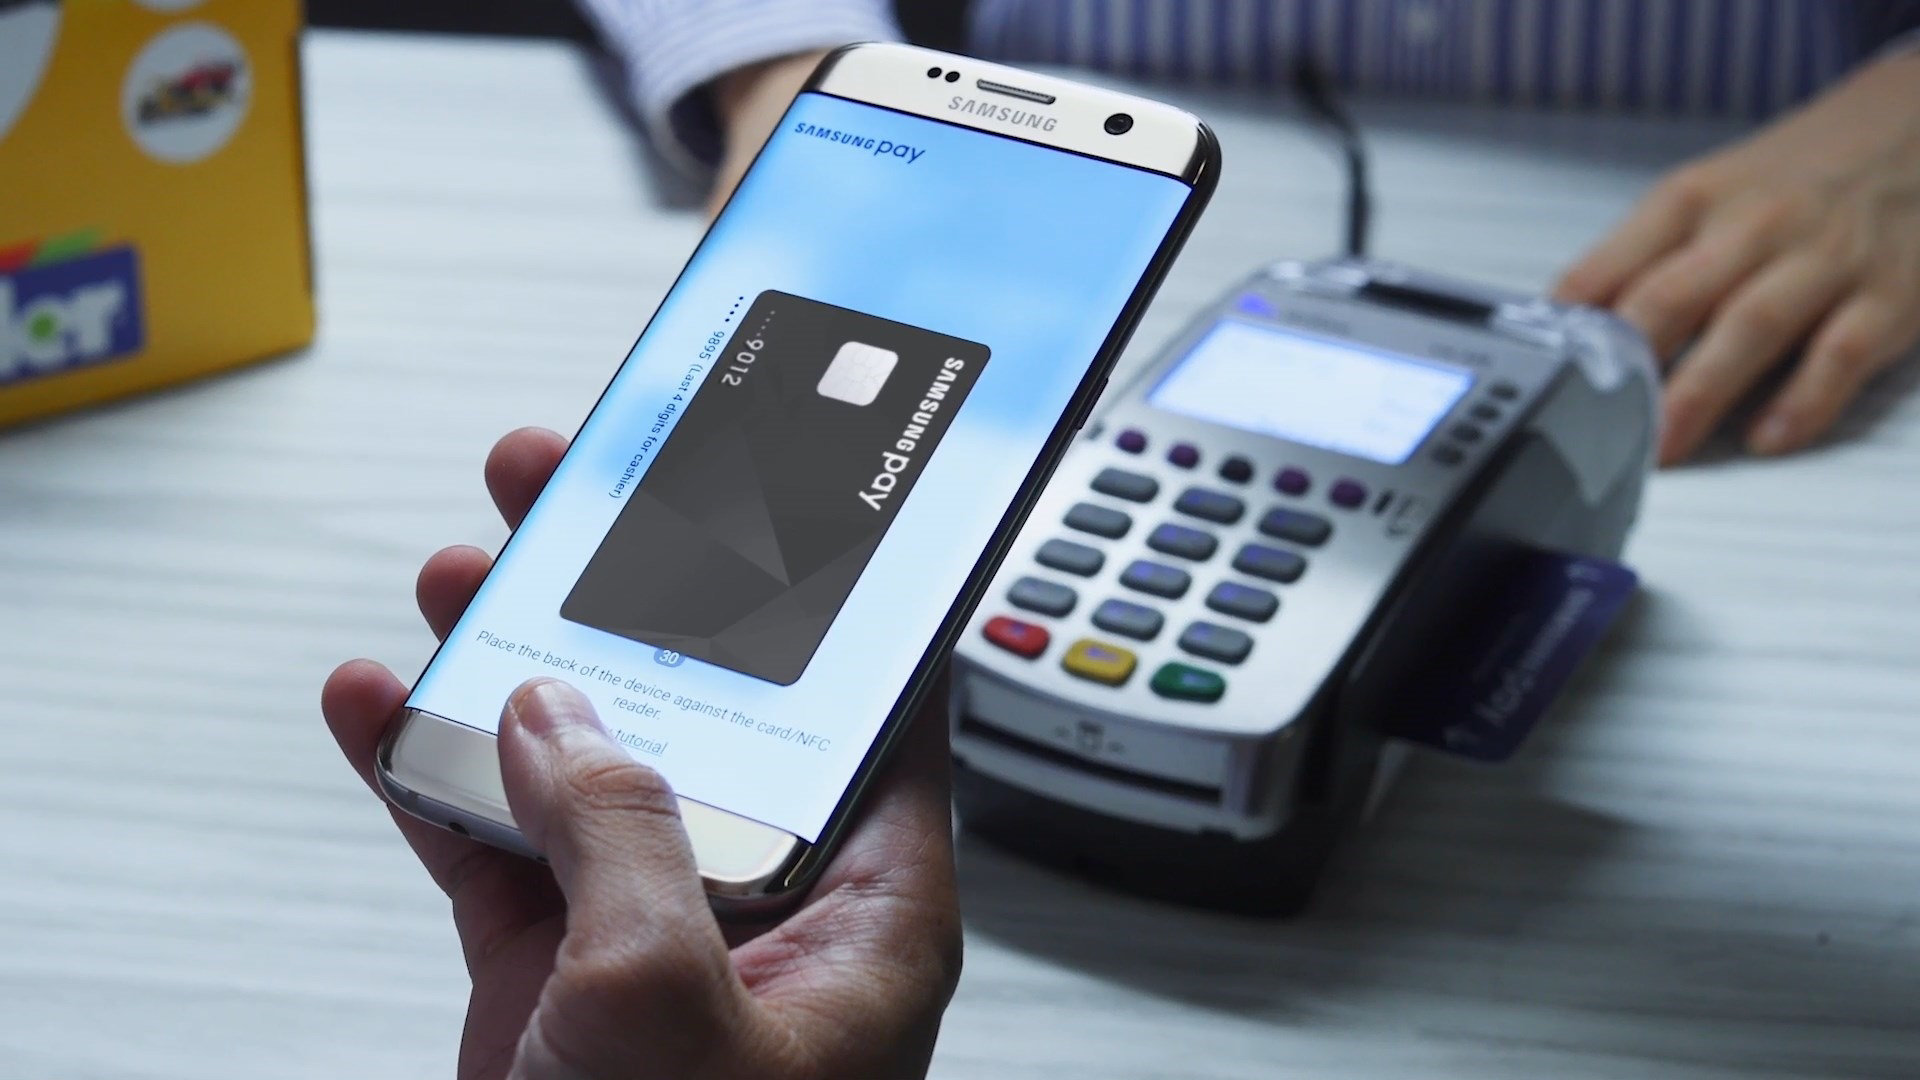 SAMSUNG
SAMSUNG pay
•••• 9895 (Last 4 digits for cashier)
•••• 9012
SAMSUNG pay
30
Place the back of the device against the card/NFC
reader.
tutorial